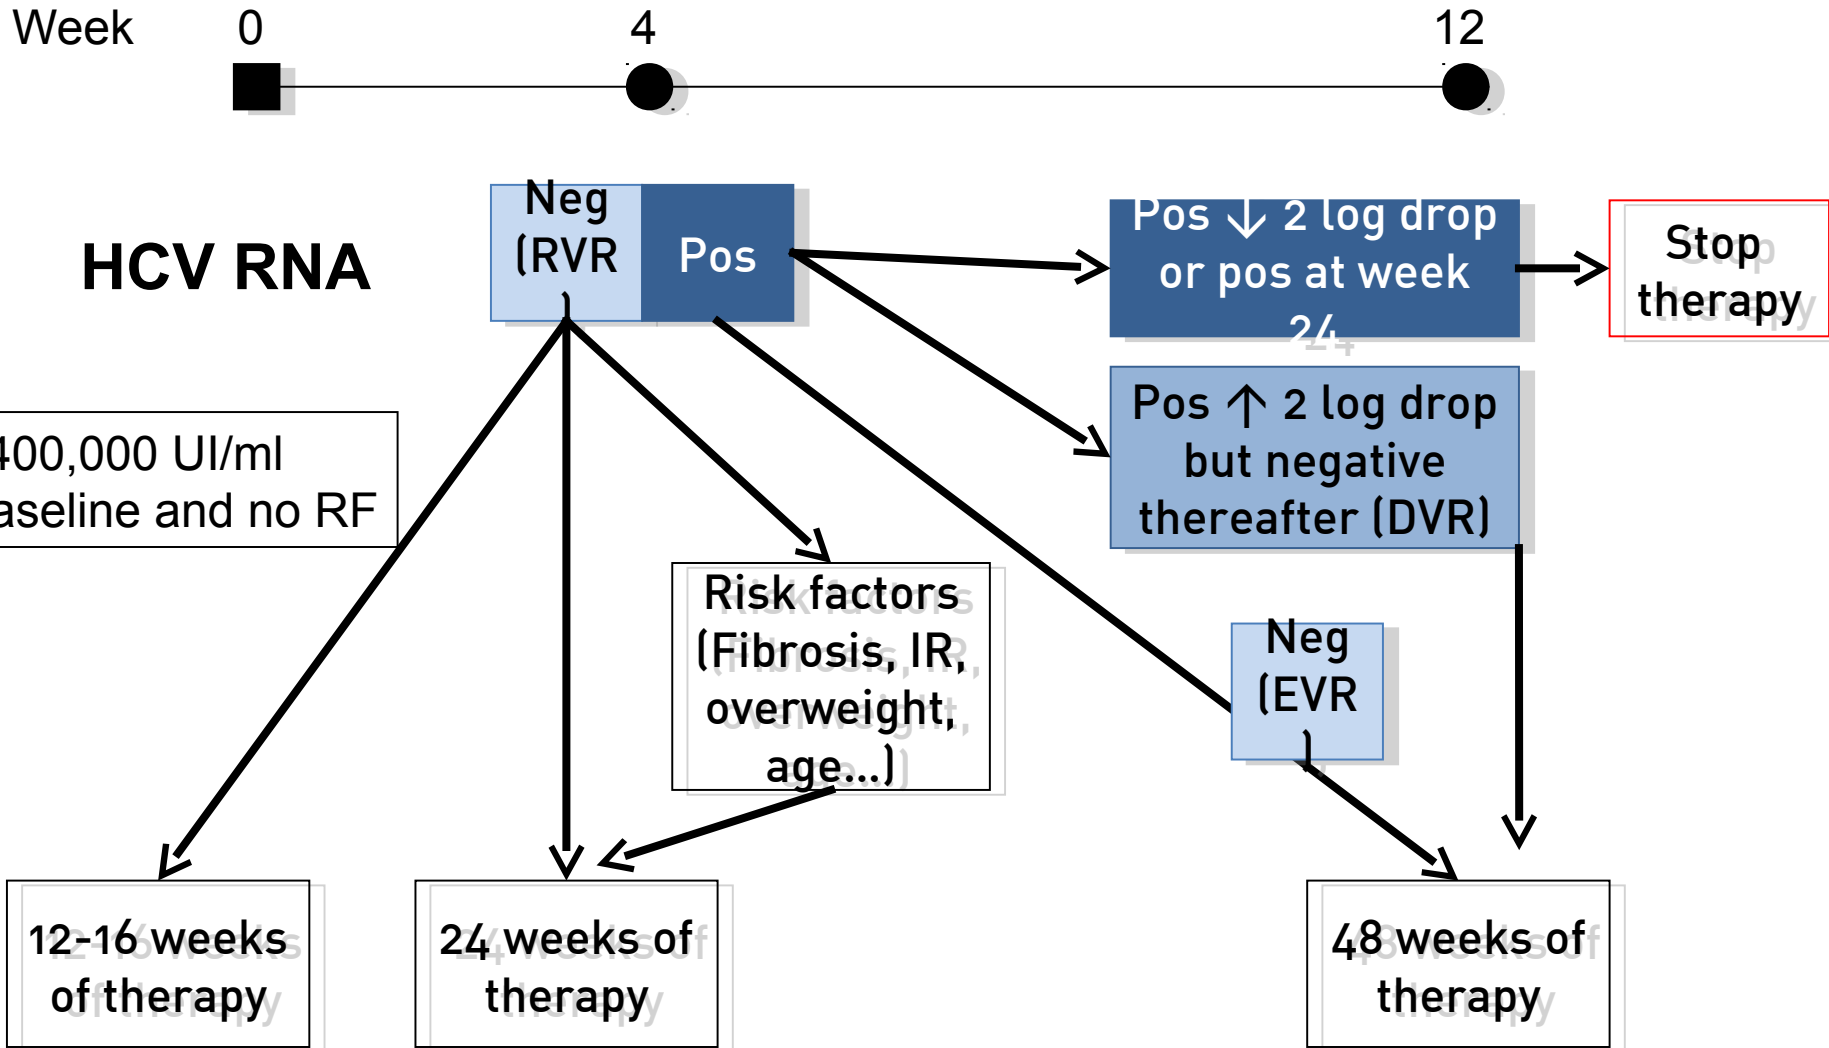 Week 0 4 12
HCV RNA
Neg
(RVR
)
Pos
Pos ↓ 2 log drop
or pos at week
24
Stop
therapy
Pos ↑ 2 log drop
but negative
thereafter (DVR)
400,000 UI/ml
aseline and no RF
Risk factors
(Fibrosis, IR,
overweight,
age...)
Neg
(EVR
)
12-16 weeks
of therapy
24 weeks of
therapy
48 weeks of
therapy